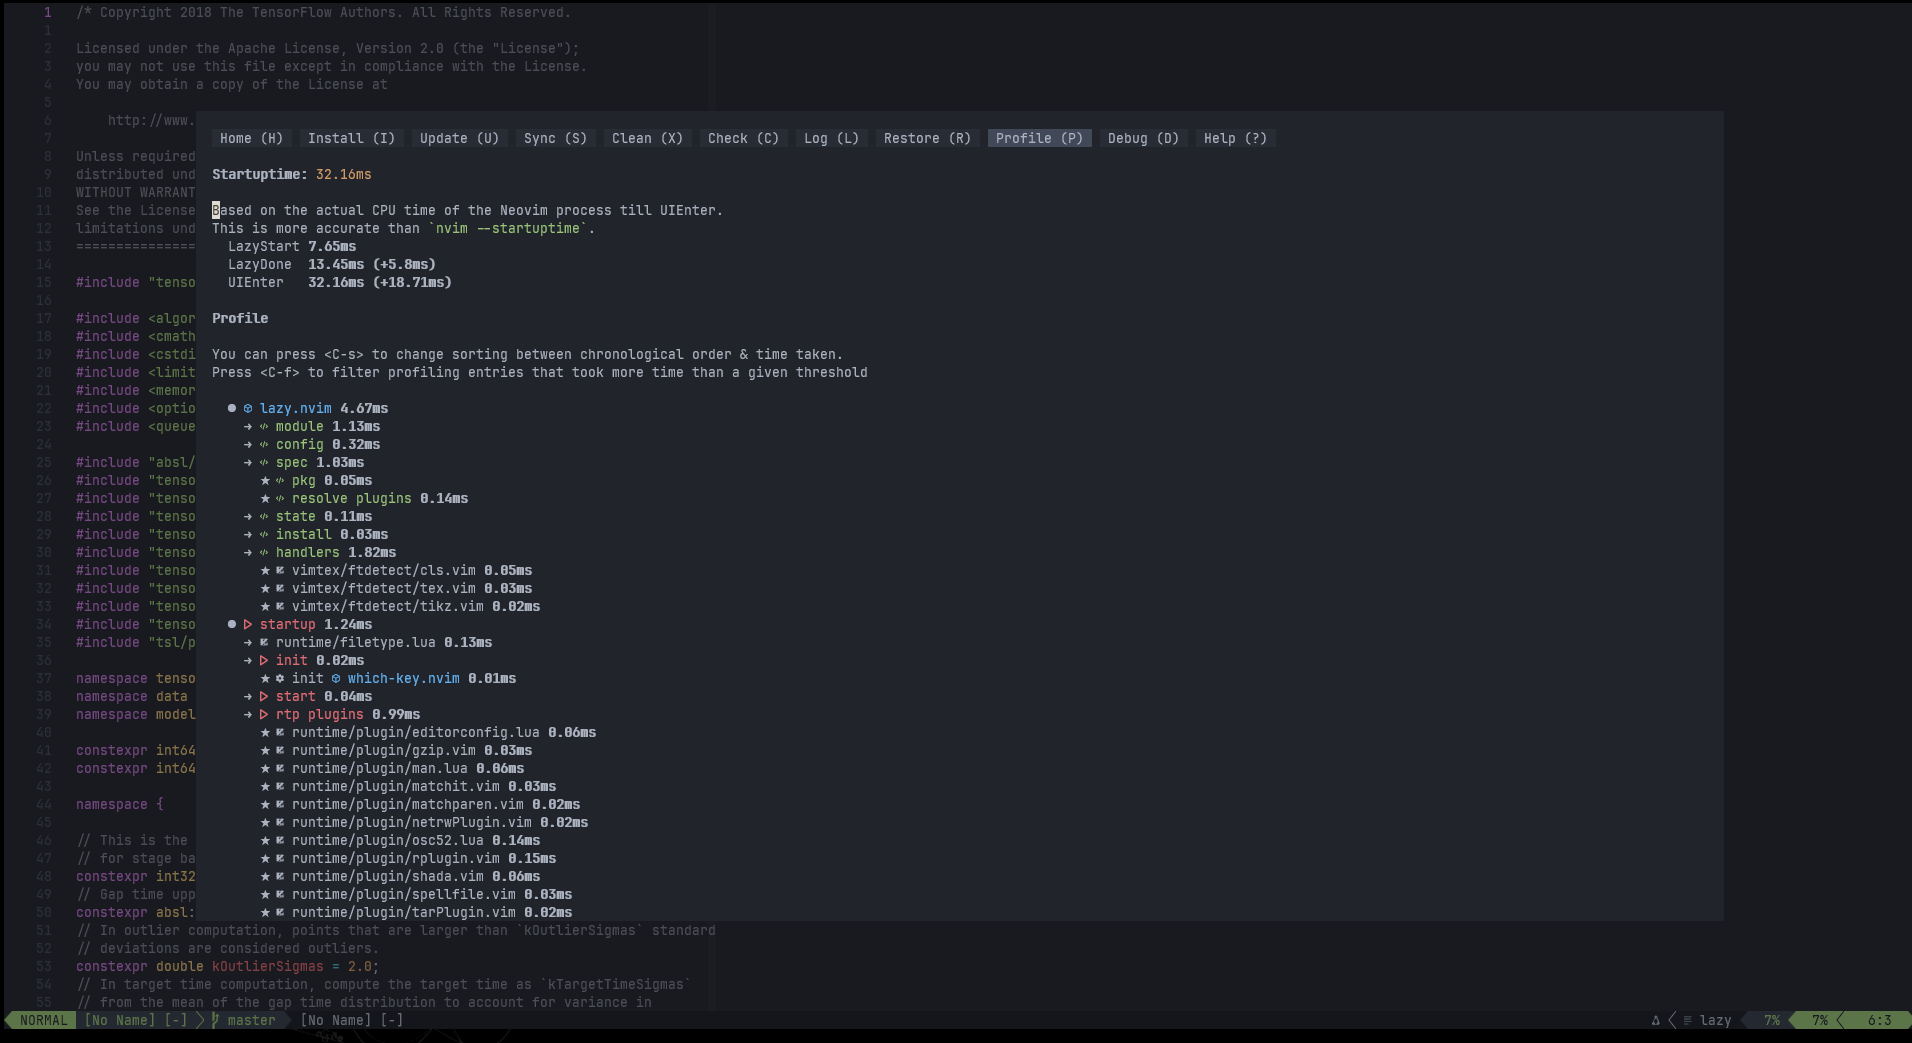 1 /* Copyright 2018 The TensorFlow Authors. All Rights Reserved.
1
2 Licensed under the Apache License, Version 2.0 (the "License");
3 you may not use this file except in compliance with the License.
4 You may obtain a copy of the License at
5
6 http://www.
7 Home (H) Install (I) Update (U) Sync (S) Clean (X) Check (C) Log (L) Restore (R) Profile (P) Debug (D) Help (?)
8 Unless required
9 distributed und Startuptime: 32.16ms
10 WITHOUT WARRANT
11 See the License Based on the actual CPU time of the Neovim process till UIEnter.
12 limitations und This is more accurate than `nvim --startuptime`.
13 =============== LazyStart 7.65ms
14 LazyDone 13.45ms (+5.8ms)
15 #include "tenso UIEnter 32.16ms (+18.71ms)
16
17 #include <algor Profile
18 #include <cmath
19 #include <cstdi You can press <C-s> to change sorting between chronological order & time taken.
20 #include <limit Press <C-f> to filter profiling entries that took more time than a given threshold
21 #include <memor
22 #include <optio ● lazy.nvim 4.67ms
23 #include <queue → module 1.13ms
24 → config 0.32ms
25 #include "absl/ → spec 1.03ms
26 #include "tenso ★ pkg 0.05ms
27 #include "tenso ★ resolve plugins 0.14ms
28 #include "tenso → state 0.11ms
29 #include "tenso → install 0.03ms
30 #include "tenso → handlers 1.82ms
31 #include "tenso ★ vimtex/ftdetect/cls.vim 0.05ms
32 #include "tenso ★ vimtex/ftdetect/tex.vim 0.03ms
33 #include "tenso ★ vimtex/ftdetect/tikz.vim 0.02ms
34 #include "tenso ● startup 1.24ms
35 #include "tsl/p → runtime/filetype.lua 0.13ms
36 → init 0.02ms
37 namespace tenso ★ init which-key.nvim 0.01ms
38 namespace data → start 0.04ms
39 namespace model → rtp plugins 0.99ms
40 ★ runtime/plugin/editorconfig.lua 0.06ms
41 constexpr int64 ★ runtime/plugin/gzip.vim 0.03ms
42 constexpr int64 ★ runtime/plugin/man.lua 0.06ms
43 ★ runtime/plugin/matchit.vim 0.03ms
44 namespace { ★ runtime/plugin/matchparen.vim 0.02ms
45 ★ runtime/plugin/netrwPlugin.vim 0.02ms
46 // This is the ★ runtime/plugin/osc52.lua 0.14ms
47 // for stage ba ★ runtime/plugin/rplugin.vim 0.15ms
48 constexpr int32 ★ runtime/plugin/shada.vim 0.06ms
49 // Gap time upp ★ runtime/plugin/spellfile.vim 0.03ms
50 constexpr absl: ★ runtime/plugin/tarPlugin.vim 0.02ms
51 // In outlier computation, points that are larger than `kOutlierSigmas` standard
52 // deviations are considered outliers.
53 constexpr double kOutlierSigmas = 2.0;
54 // In target time computation, compute the target time as `kTargetTimeSigmas`
55 // from the mean of the gap time distribution to account for variance in
NORMAL [No Name] [-] master [No Name] [-] lazy 7% 7% 6:3